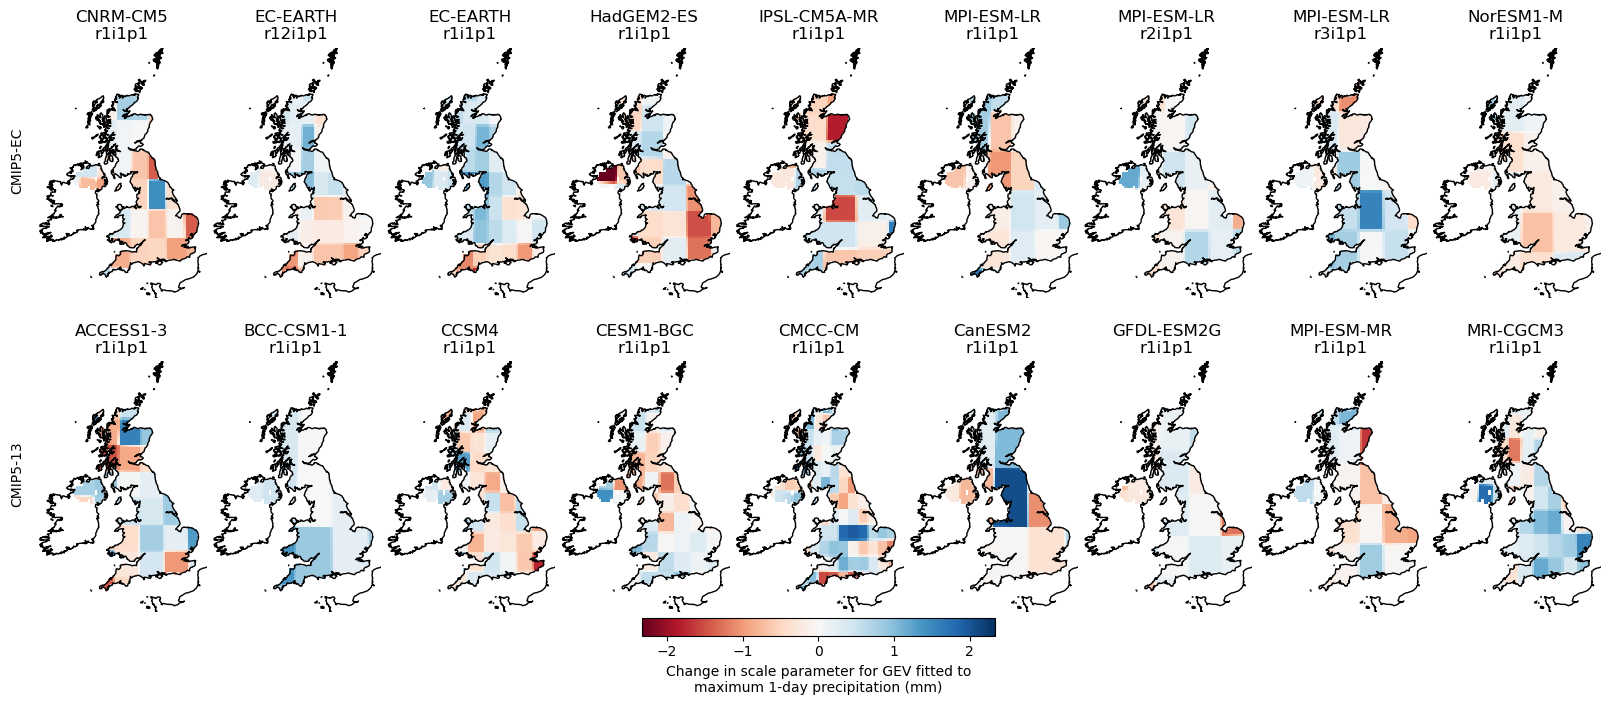 CNRM-CM5
r1i1p1
EC-EARTH
r12i1p1
EC-EARTH
r1i1p1
HadGEM2-ES
r1i1p1
IPSL-CM5A-MR
r1i1p1
MPI-ESM-LR
r1i1p1
MPI-ESM-LR
r2i1p1
MPI-ESM-LR
r3i1p1
NorESM1-M
r1i1p1
CMIP5-EC
ACCESS1-3
r1i1p1
BCC-CSM1-1
r1i1p1
CCSM4
r1i1p1
CESM1-BGC
r1i1p1
CMCC-CM
r1i1p1
CanESM2
r1i1p1
GFDL-ESM2G
r1i1p1
MPI-ESM-MR
r1i1p1
MRI-CGCM3
r1i1p1
CMIP5-13
−2 −1 0 1 2
Change in scale parameter for GEV fitted to
maximum 1-day precipitation (mm)